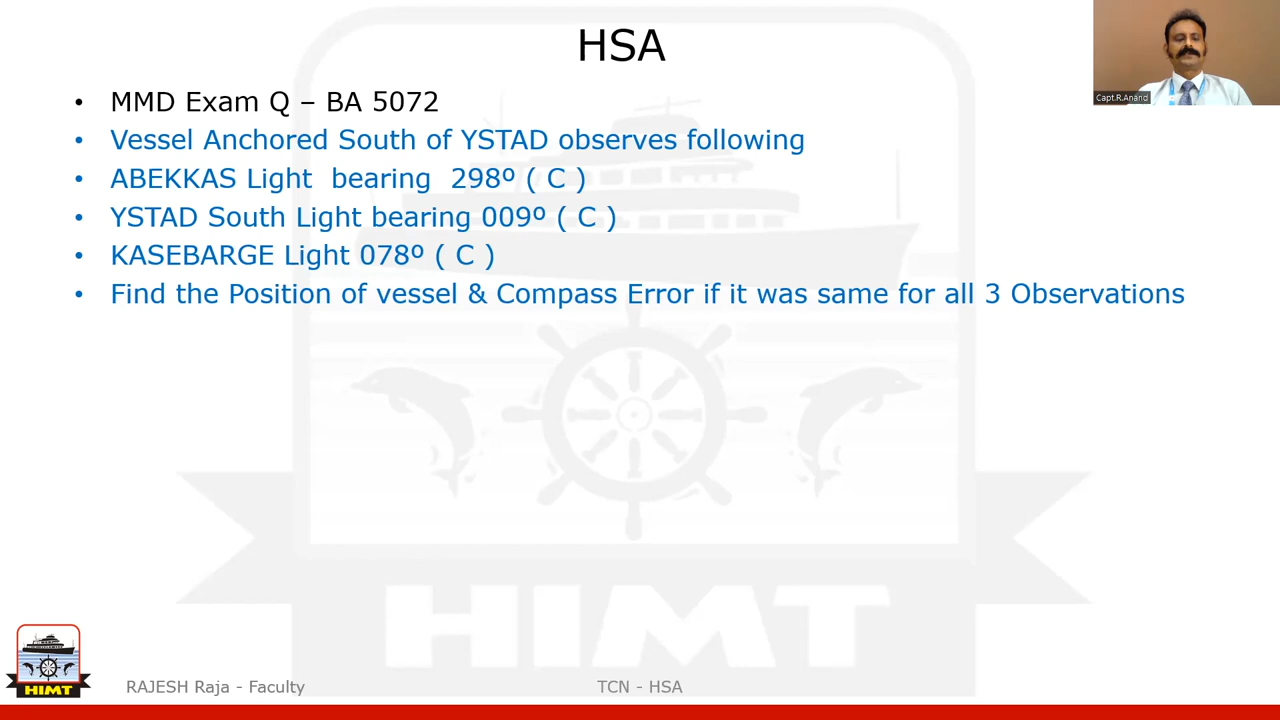 HSA
Capt.R.Anand
• MMD Exam Q – BA 5072
• Vessel Anchored South of YSTAD observes following
• ABEKKAS Light bearing 298º ( C )
• YSTAD South Light bearing 009º ( C )
• KASEBARGE Light 078º ( C )
• Find the Position of vessel & Compass Error if it was same for all 3 Observations
HIMT
HIMT
RAJESH Raja - Faculty
TCN - HSA